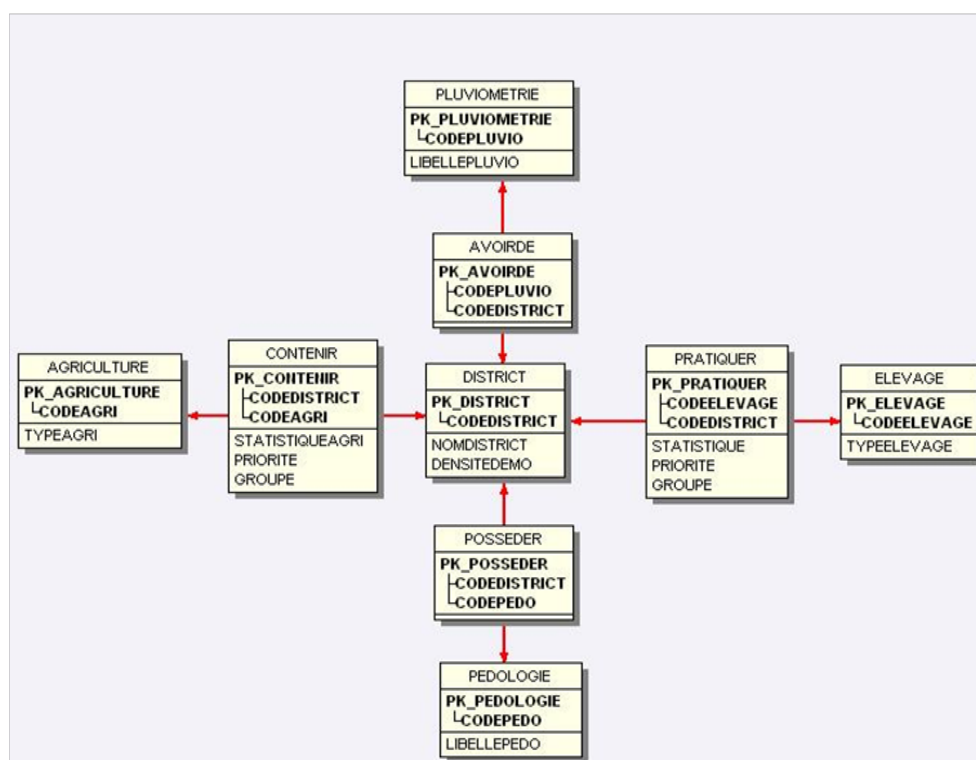 PLUVIOMETRIE
PK_PLUVIOMETRIE
CODEPLUVIO
LIBELLEPLUVIO
AVOIRDE
PK_AVOIRDE
CODEPLUVIO
CODEDISTRICT
AGRICULTURE
PK_AGRICULTURE
CODEAGRI
TYPEAGRI
CONTENIR
PK_CONTENIR
CODEDISTRICT
CODEAGRI
STATISTIQUEAGRI
PRIORITE
GROUPE
DISTRICT
PK_DISTRICT
CODEDISTRICT
NOMDISTRICT
DENSITEDEMO
PRATIQUER
PK_PRATIQUER
CODEELEVAGE
CODEDISTRICT
STATISTIQUE
PRIORITE
GROUPE
ELEVAGE
PK_ELEVAGE
CODEELEVAGE
TYPEELEVAGE
POSSEDER
PK_POSSEDER
CODEDISTRICT
CODEPEDO
PEDOLOGIE
PK_PEDOLOGIE
CODEPEDO
LIBELLEPEDO